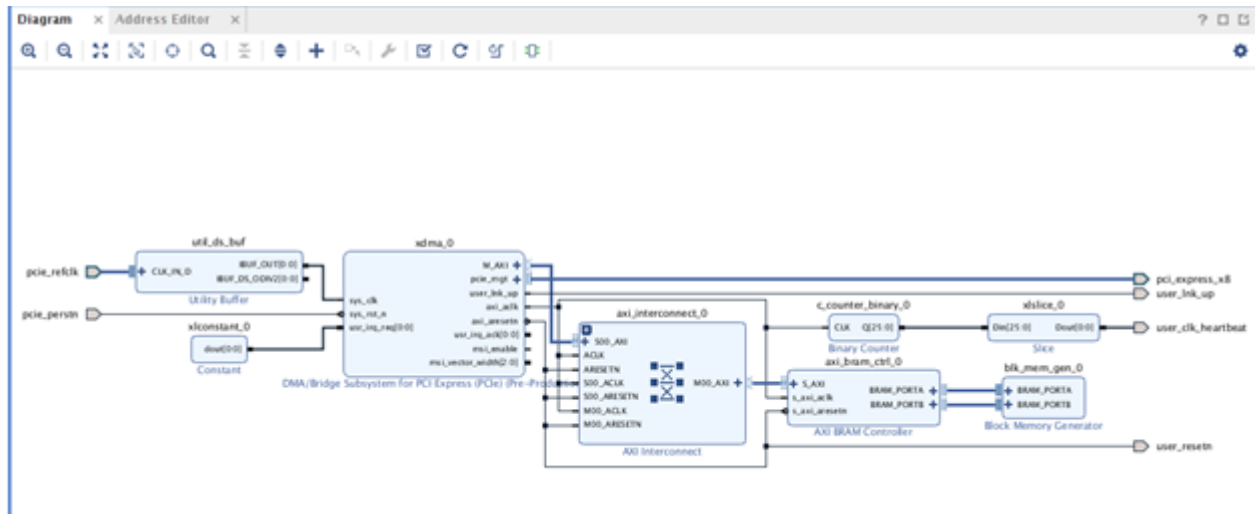 Diagram × Address Editor ×
util_ds_buf
pcie_refclk
CLK_IN_D
IBUF_OUT[0:0]
IBUF_DS_ODIV2[0:0]
Utility Buffer
pcie_perstn
xlconstant_0
dout[0:0]
Constant
xdma_0
sys_clk
sys_rst_n
usr_irq_req[0:0]
M_AXI
pcie_mgt
user_lnk_up
axi_aclk
axi_aresetn
usr_irq_ack[0:0]
msi_enable
msi_vector_width[2:0]
DMA/Bridge Subsystem for PCI Express (PCIe) (Pre-Produ
axi_interconnect_0
S00_AXI
ACLK
ARESETN
S00_ACLK
S00_ARESETN
M00_ACLK
M00_ARESETN
M00_AXI
AXI Interconnect
c_counter_binary_0
CLK
Q[25:0]
Binary Counter
xlslice_0
Din[25:0]
Dout[0:0]
Slice
axi_bram_ctrl_0
S_AXI
s_axi_aclk
s_axi_aresetn
BRAM_PORTA
BRAM_PORTB
AXI BRAM Controller
blk_mem_gen_0
BRAM_PORTA
BRAM_PORTB
Block Memory Generator
pci_express_x8
user_lnk_up
user_clk_heartbeat
user_resetn